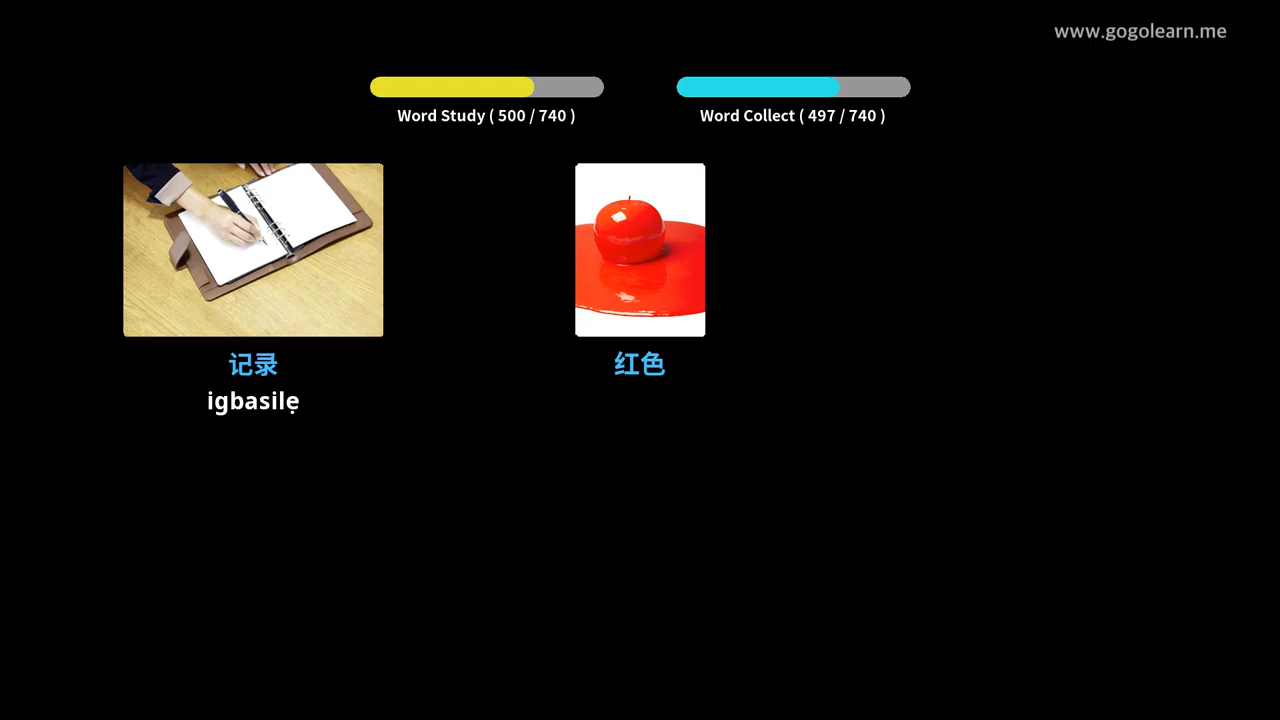 www.gogolearn.me
Word Study ( 500 / 740 )
Word Collect ( 497 / 740 )
记录
igbasilẹ
红色